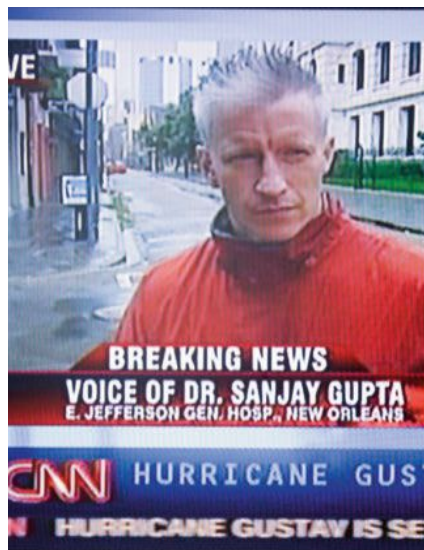 VE
BREAKING NEWS
VOICE OF DR. SANJAY GUPTA
E. JEFFERSON GEN. HOSP., NEW ORLEANS
CNN HURRICANE GUST
N HURRICANE GUSTAV IS SE